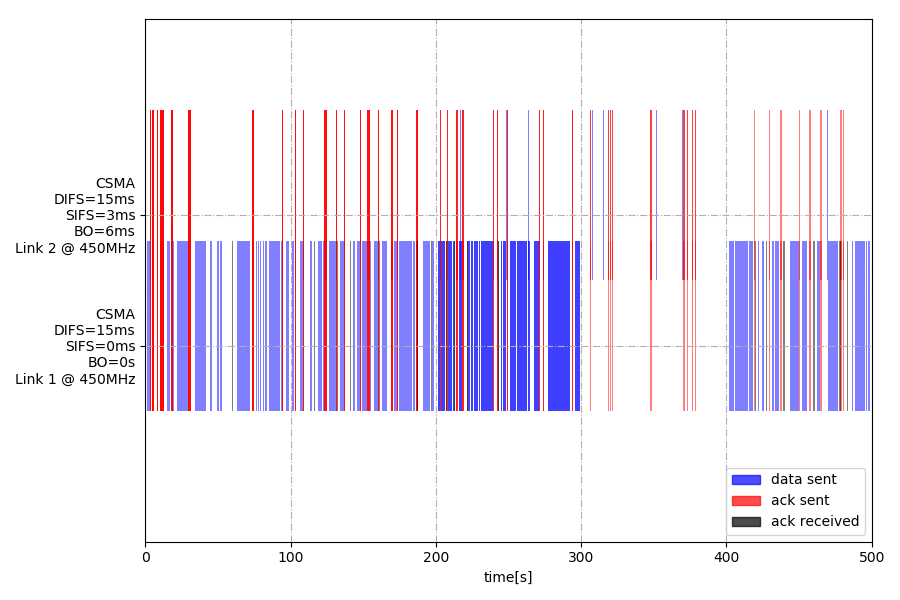 CSMA
DIFS=15ms
SIFS=3ms
BO=6ms
Link 2 @ 450MHz
CSMA
DIFS=15ms
SIFS=0ms
BO=0s
Link 1 @ 450MHz
data sent
ack sent
ack received
0 100 200 300 400 500
time[s]